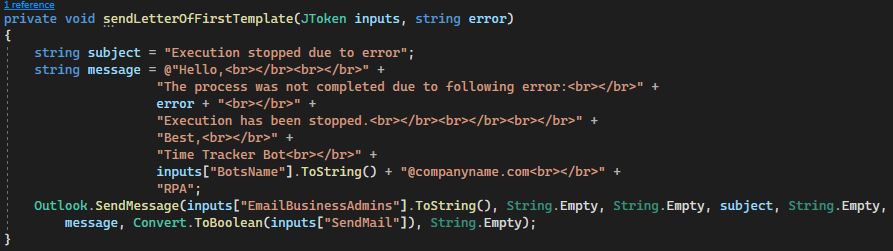 1 reference
private void sendLetterOfFirstTemplate(JToken inputs, string error)
{
string subject = "Execution stopped due to error";
string message = @"Hello,<br></br><br></br>" +
"The process was not completed due to following error:<br></br>" +
error + "<br></br>" +
"Execution has been stopped.<br></br><br></br><br></br>" +
"Best,<br></br>" +
"Time Tracker Bot<br></br>" +
inputs["BotsName"].ToString() + "@companyname.com<br></br>" +
"RPA";
Outlook.SendMessage(inputs["EmailBusinessAdmins"].ToString(), String.Empty, String.Empty, subject, String.Empty,
message, Convert.ToBoolean(inputs["SendMail"]), String.Empty);
}